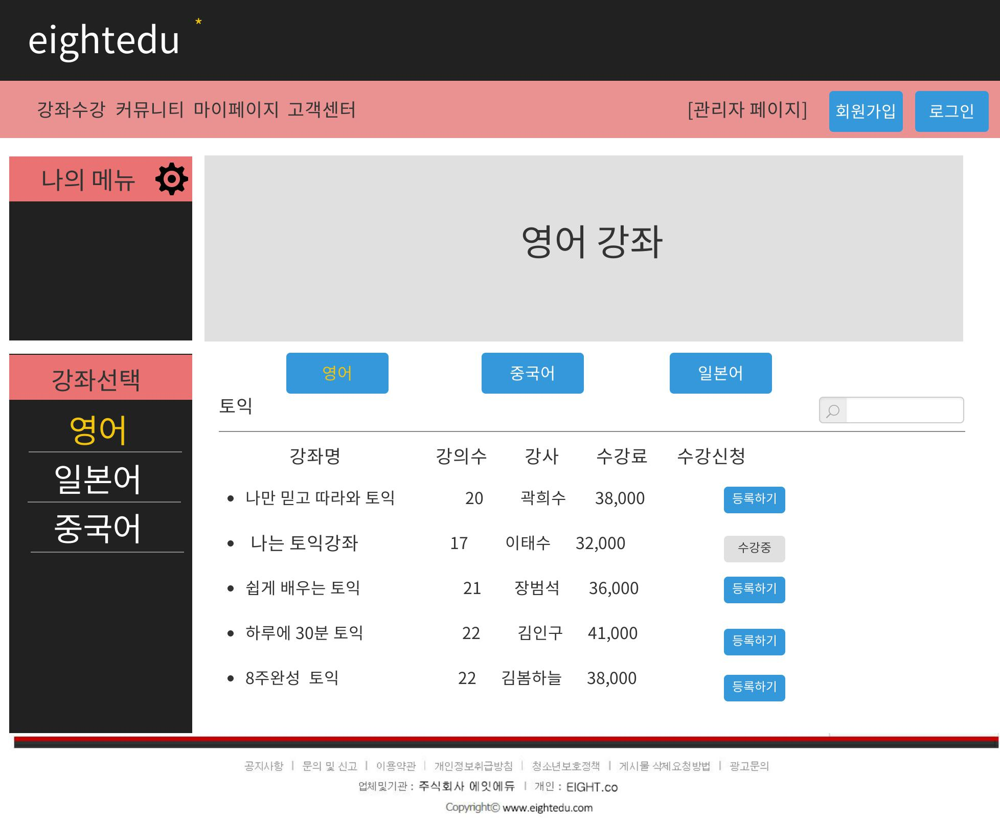 eightedu *
강좌수강 커뮤니티 마이페이지 고객센터 [관리자 페이지] 회원가입 로그인
나의 메뉴
영어 강좌
강좌선택
영어
일본어
중국어
영어 중국어 일본어
토익
강좌명 강의수 강사 수강료 수강신청
• 나만 믿고 따라와 토익 20 곽희수 38,000 등록하기
• 나는 토익강좌 17 이태수 32,000 수강중
• 쉽게 배우는 토익 21 장범석 36,000 등록하기
• 하루에 30분 토익 22 김인구 41,000 등록하기
• 8주완성 토익 22 김봄하늘 38,000 등록하기
공지사항 | 문의 및 신고 | 이용약관 | 개인정보취급방침 | 청소년보호정책 | 게시물 삭제요청방법 | 광고문의
업체및기관 : 주식회사 에잇에듀 | 개인 : EIGHT.co
Copyright© www.eightedu.com